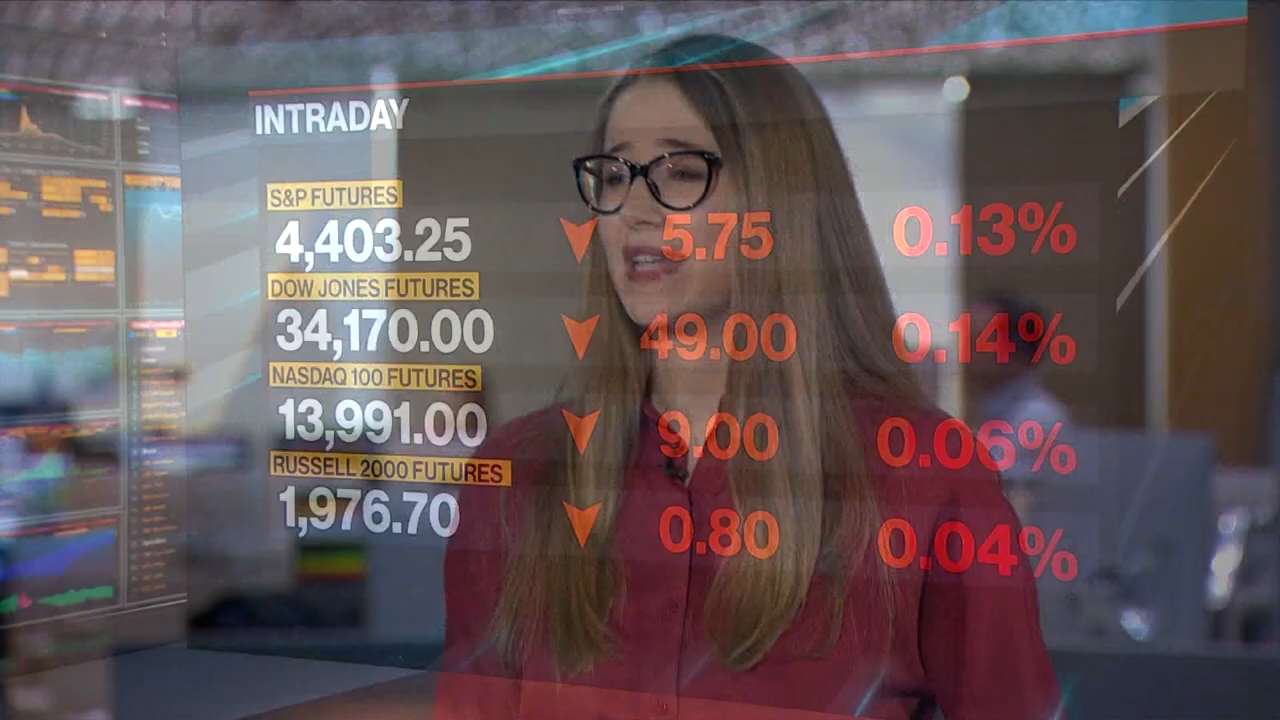 INTRADAY
S&P FUTURES
4,403.25 5.75 0.13%
DOW JONES FUTURES
34,170.00 49.00 0.14%
NASDAQ 100 FUTURES
13,991.00 9.00 0.06%
RUSSELL 2000 FUTURES
1,976.70 0.80 0.04%